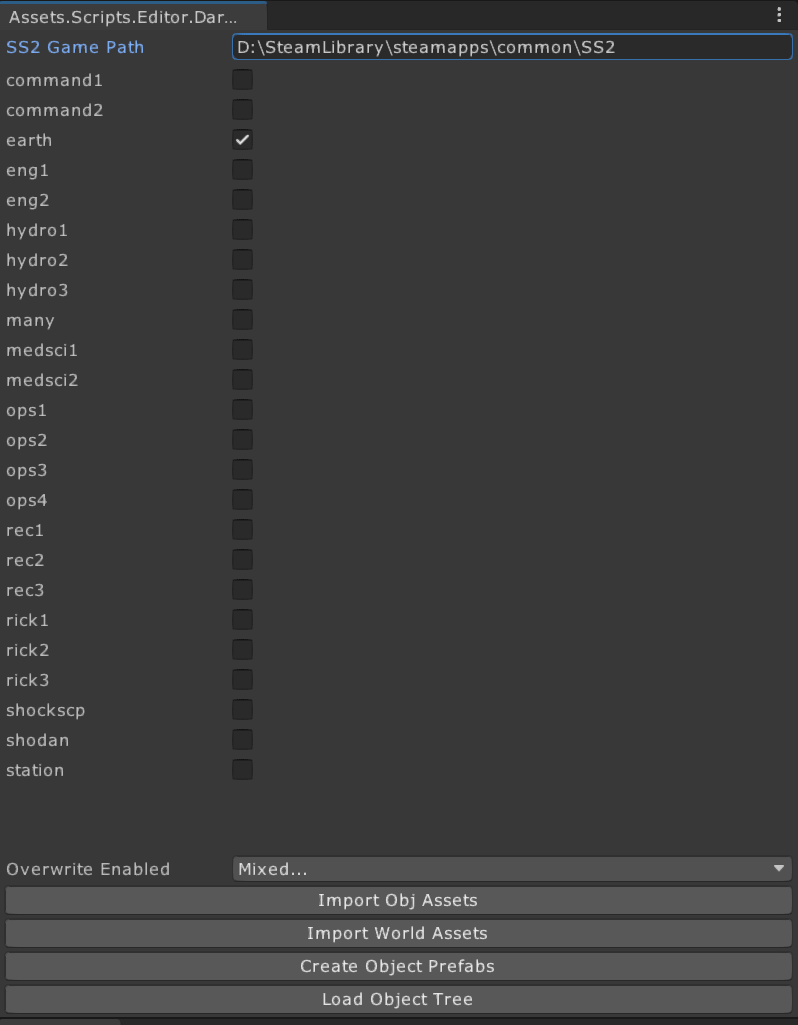 Assets.Scripts.Editor.Dar...
SS2 Game Path D:\SteamLibrary\steamapps\common\SS2
command1
command2
earth
eng1
eng2
hydro1
hydro2
hydro3
many
medsci1
medsci2
ops1
ops2
ops3
ops4
rec1
rec2
rec3
rick1
rick2
rick3
shockscp
shodan
station
Overwrite Enabled Mixed...
Import Obj Assets
Import World Assets
Create Object Prefabs
Load Object Tree